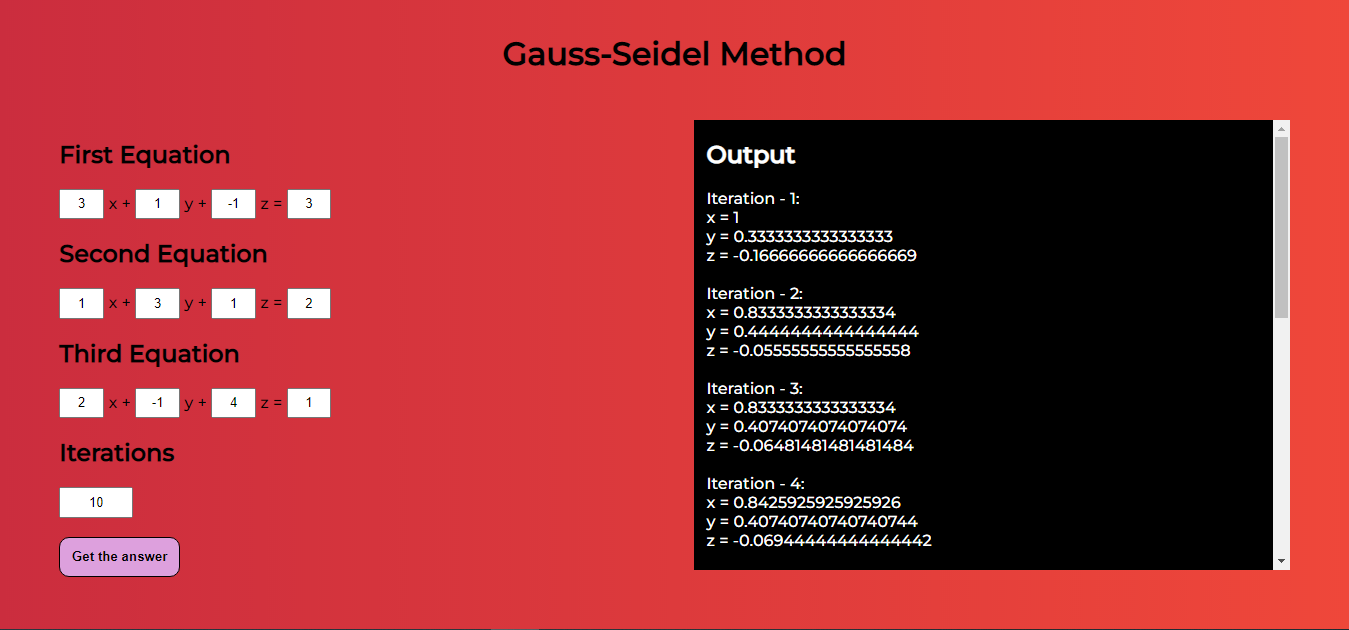 Gauss-Seidel Method
First Equation
3 x + 1 y + -1 z = 3
Second Equation
1 x + 3 y + 1 z = 2
Third Equation
2 x + -1 y + 4 z = 1
Iterations
10
Get the answer
Output
Iteration - 1:
x = 1
y = 0.3333333333333333
z = -0.16666666666666669
Iteration - 2:
x = 0.8333333333333334
y = 0.4444444444444444
z = -0.05555555555555558
Iteration - 3:
x = 0.8333333333333334
y = 0.4074074074074074
z = -0.06481481481481484
Iteration - 4:
x = 0.8425925925925926
y = 0.40740740740740744
z = -0.069444444444444442